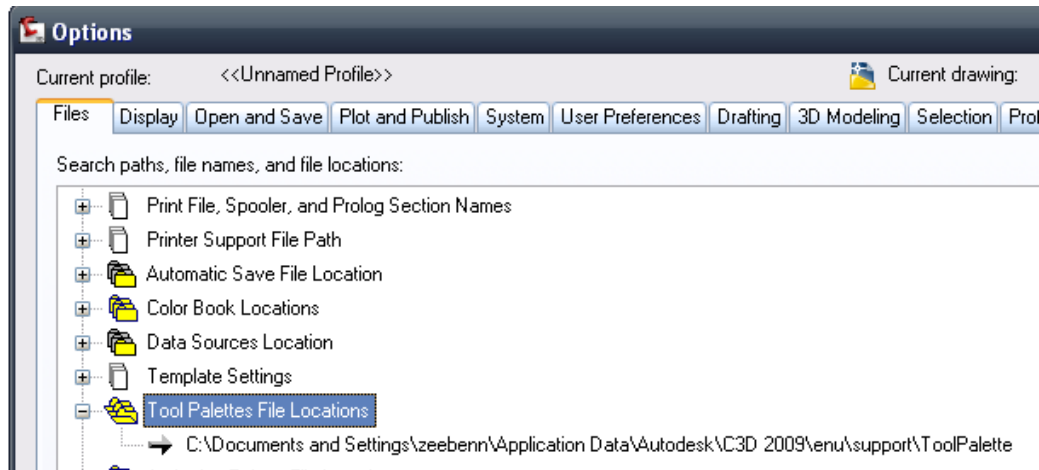 Options
Current profile: <<Unnamed Profile>> Current drawing:
Files Display Open and Save Plot and Publish System User Preferences Drafting 3D Modeling Selection
Search paths, file names, and file locations:
Print File, Spooler, and Prolog Section Names
Printer Support File Path
Automatic Save File Location
Color Book Locations
Data Sources Location
Template Settings
Tool Palettes File Locations
C:\Documents and Settings\zeebenn\Application Data\Autodesk\C3D 2009\enu\support\ToolPalette